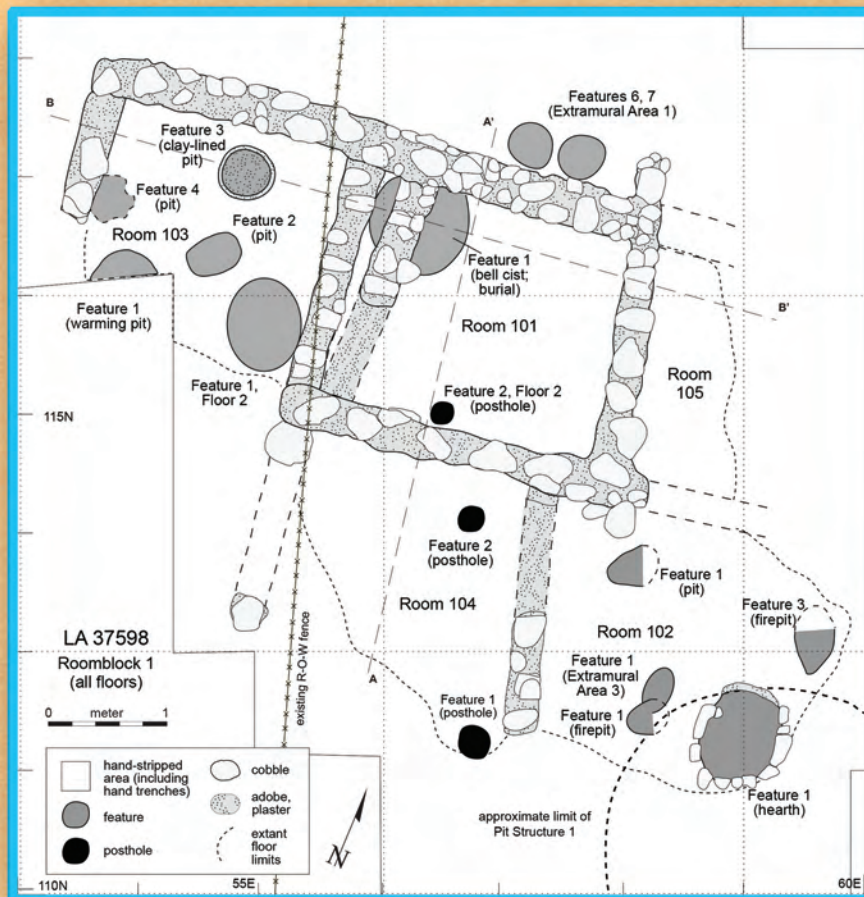 B
A'
Features 6, 7
(Extramural Area 1)
Feature 3
(clay-lined
pit)
Feature 4
(pit)
Feature 2
(pit)
Room 103
Feature 1
(bell cist;
burial)
Feature 1
(warming pit)
Room 101
B'
Room
105
Feature 1,
Floor 2
Feature 2, Floor 2
(posthole)
115N
Feature 2
(posthole)
Feature 1
(pit)
Room 104
Feature 3
(firepit)
Room 102
LA 37598
Roomblock 1
(all floors)
0 meter 1
existing R-O-W fence
A
Feature 1
(Extramural
Area 3)
Feature 1
(posthole)
Feature 1
(firepit)
Feature 1
(hearth)
approximate limit of
Pit Structure 1
hand-stripped
area (including
hand trenches)
feature
posthole
cobble
adobe,
plaster
extant
floor
limits
N
110N
55E
60E